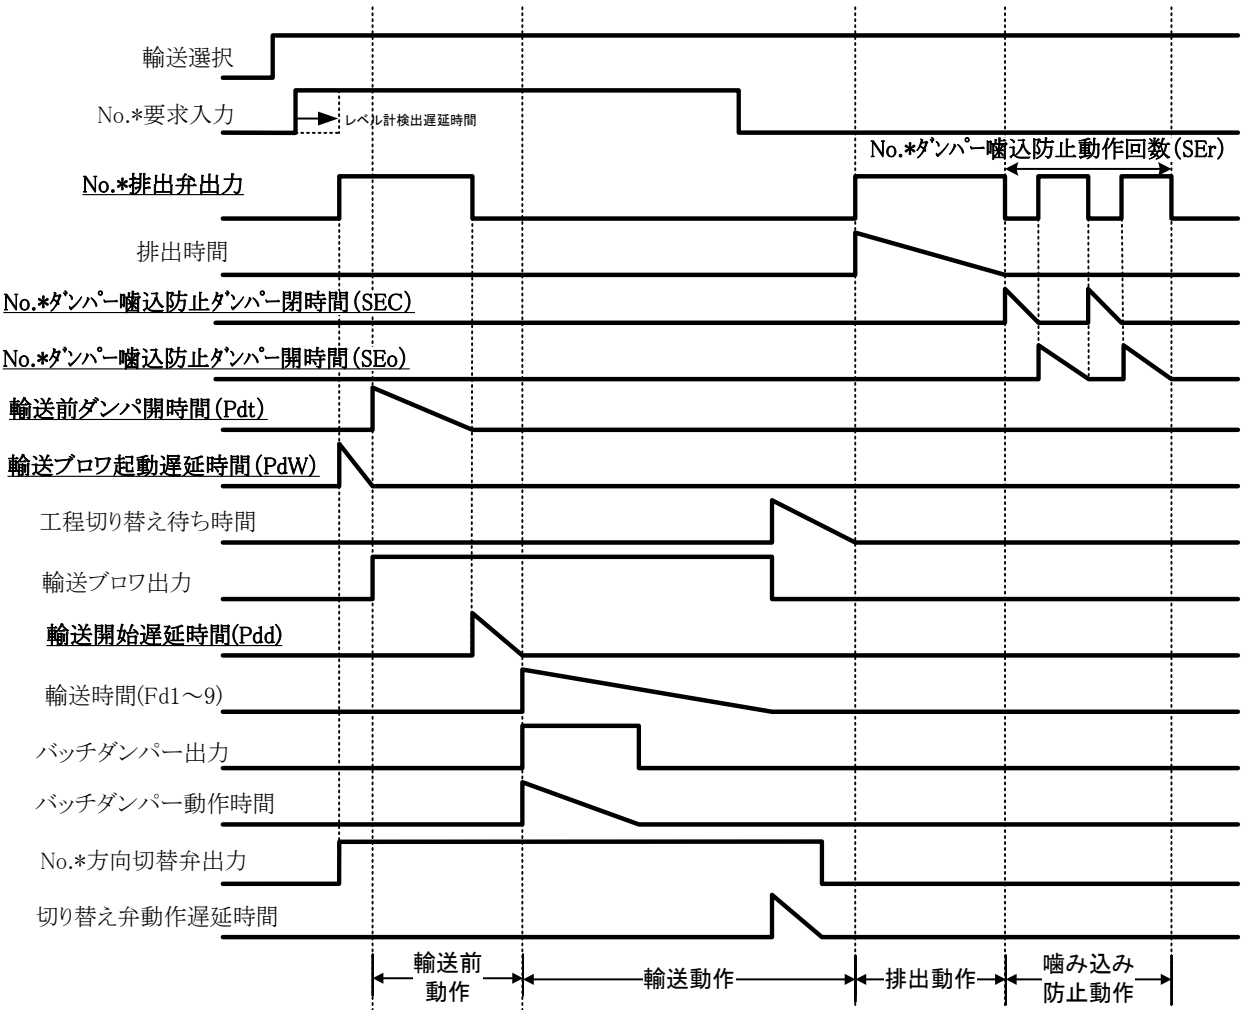 輸送選択
No.*要求入力
レベル計検出遅延時間
No.*ﾀﾞﾝﾊﾟｰ噛込防止動作回数(SEr)
No.*排出弁出力
排出時間
No.*ﾀﾞﾝﾊﾟｰ噛込防止ﾀﾞﾝﾊﾟｰ閉時間(SEC)
No.*ﾀﾞﾝﾊﾟｰ噛込防止ﾀﾞﾝﾊﾟｰ開時間(SEo)
輸送前ダンパ開時間(Pdt)
輸送ブロワ起動遅延時間(PdW)
工程切り替え待ち時間
輸送ブロワ出力
輸送開始遅延時間(Pdd)
輸送時間(Fd1～9)
バッチダンパー出力
バッチダンパー動作時間
No.*方向切替弁出力
切り替え弁動作遅延時間
輸送前
動作
輸送動作
排出動作
噛み込み
防止動作